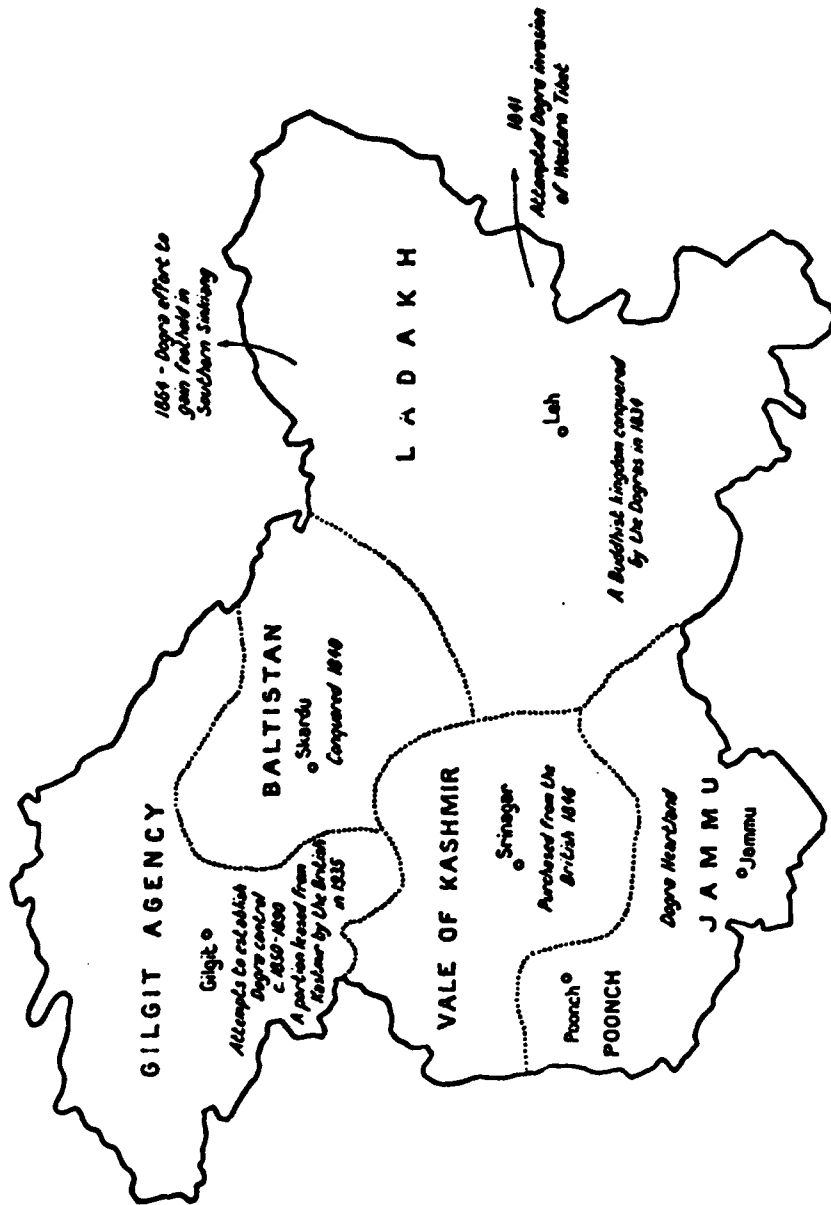 1864 - Dogra effort to
gain foothold in
Southern Sinkiang
1841
Attempted Dogra invasion
of Western Tibet
GILGIT AGENCY
Gilgit
Attempts to establish
Dogra control
c. 1850-1890
A portion leased from
Kashmir by the British
in 1935
BALTISTAN
Skardu
Conquered 1840
LADAKH
Leh
A Buddhist kingdom conquered
by the Dogras in 1834
VALE OF KASHMIR
Srinagar
Purchased from the
British 1846
Poonch
POONCH
Dogra Heartland
JAMMU
Jammu